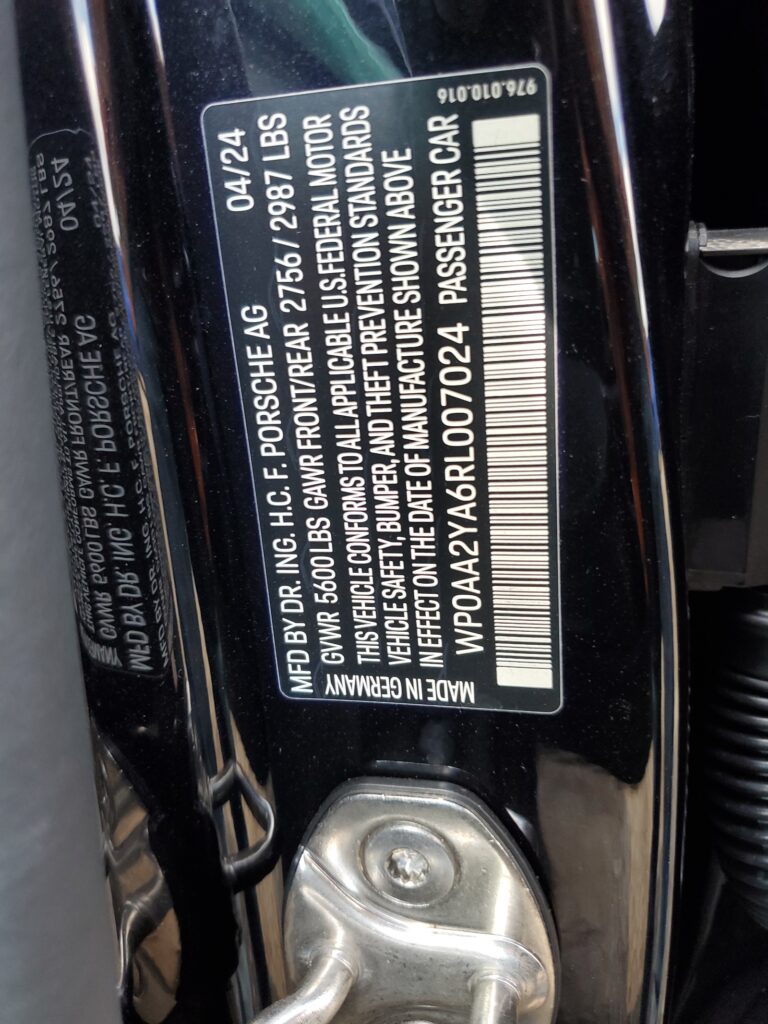 MFD BY DR. ING. H.C. F. PORSCHE AG 04/24
GVWR 5600 LBS GAWR FRONT/REAR 2756 / 2987 LBS
THIS VEHICLE CONFORMS TO ALL APPLICABLE U.S. FEDERAL MOTOR
VEHICLE SAFETY, BUMPER, AND THEFT PREVENTION STANDARDS
IN EFFECT ON THE DATE OF MANUFACTURE SHOWN ABOVE
WP0AA2YA6RL007024 PASSENGER CAR
MADE IN GERMANY
976.010.016